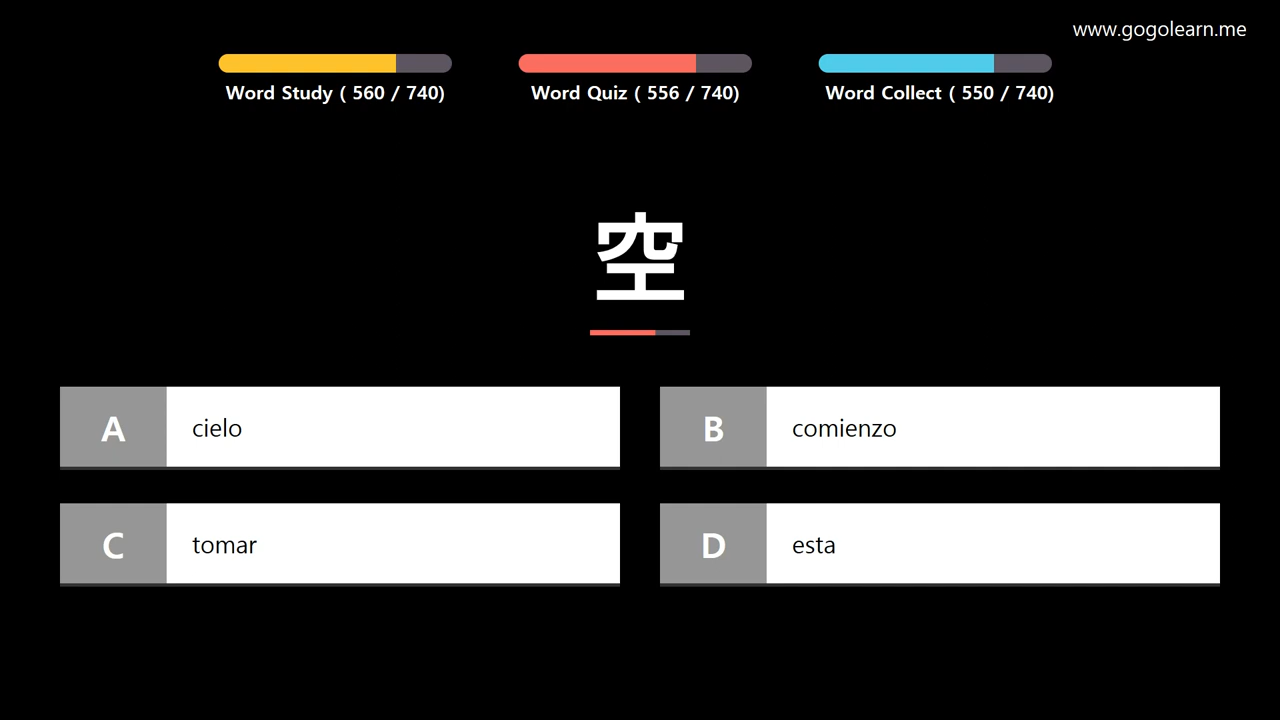 www.gogolearn.me
Word Study ( 560 / 740)
Word Quiz ( 556 / 740)
Word Collect ( 550 / 740)
空
A cielo
B comienzo
C tomar
D esta